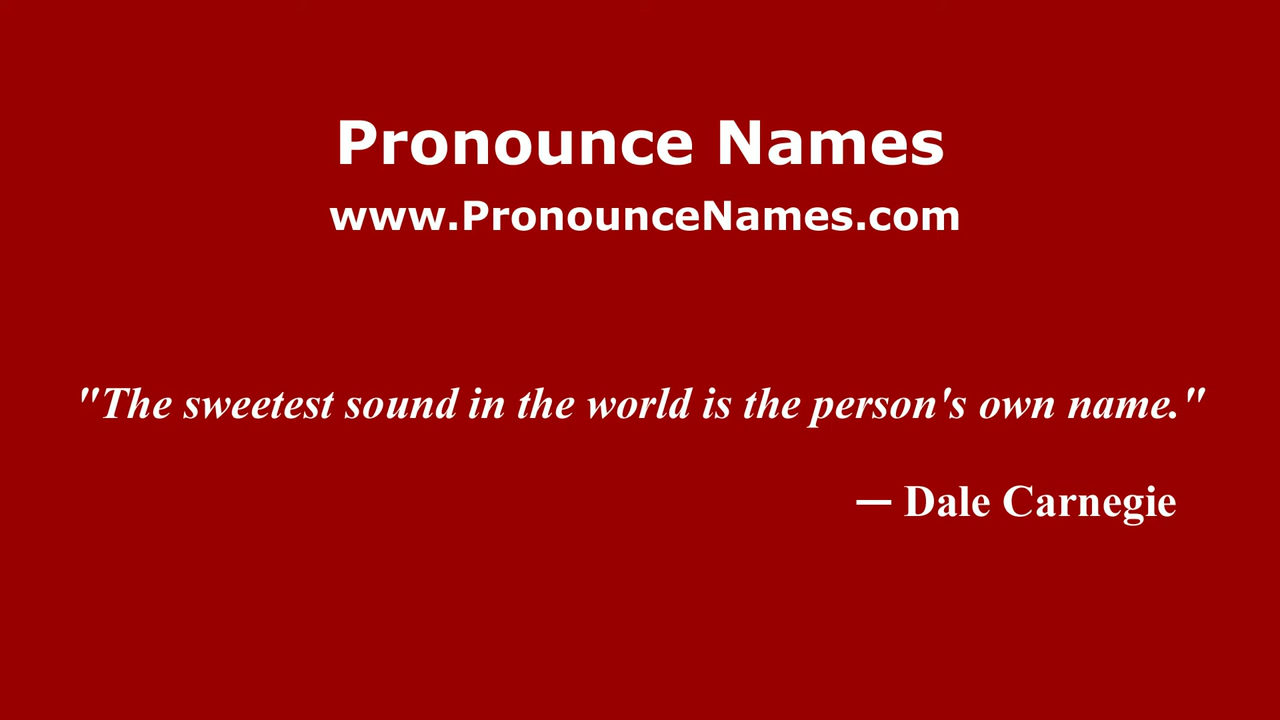 Pronounce Names
www.PronounceNames.com
"The sweetest sound in the world is the person's own name."
— Dale Carnegie